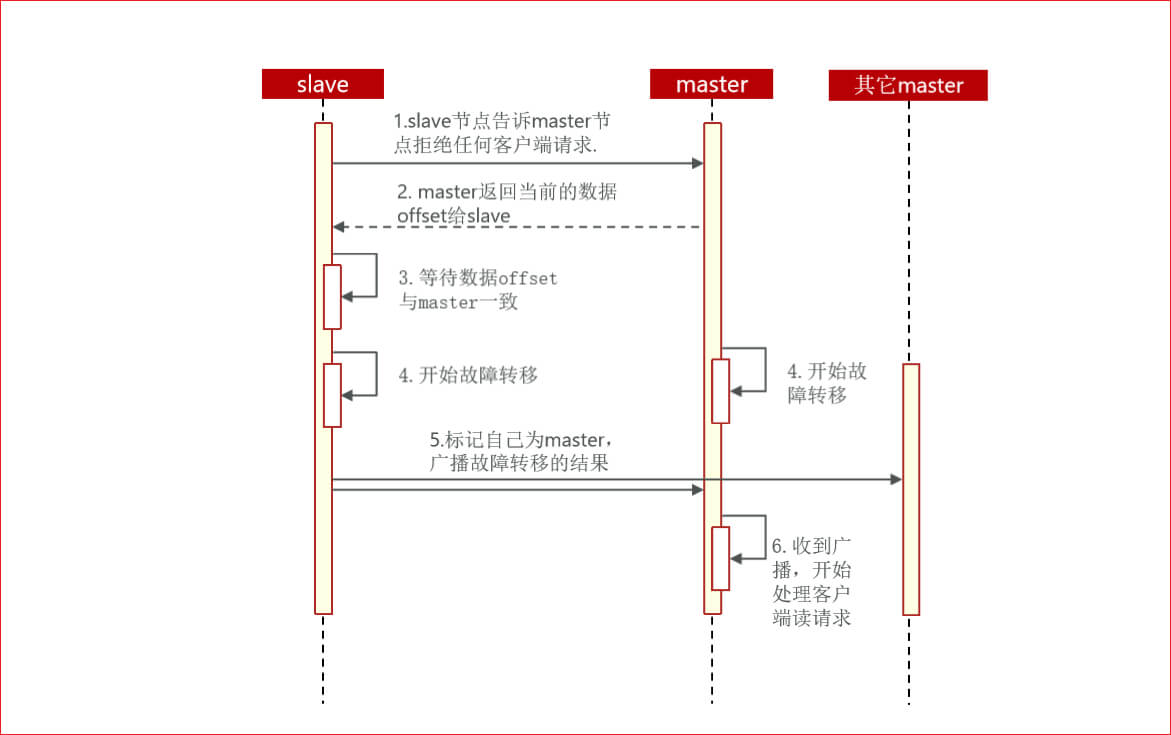 slave
master
其它master
1.slave节点告诉master节
点拒绝任何客户端请求.
2. master返回当前的数据
offset给slave
3. 等待数据offset
与master一致
4. 开始故障转移
4. 开始故
障转移
5.标记自己为master，
广播故障转移的结果
6. 收到广
播，开始
处理客户
端读请求